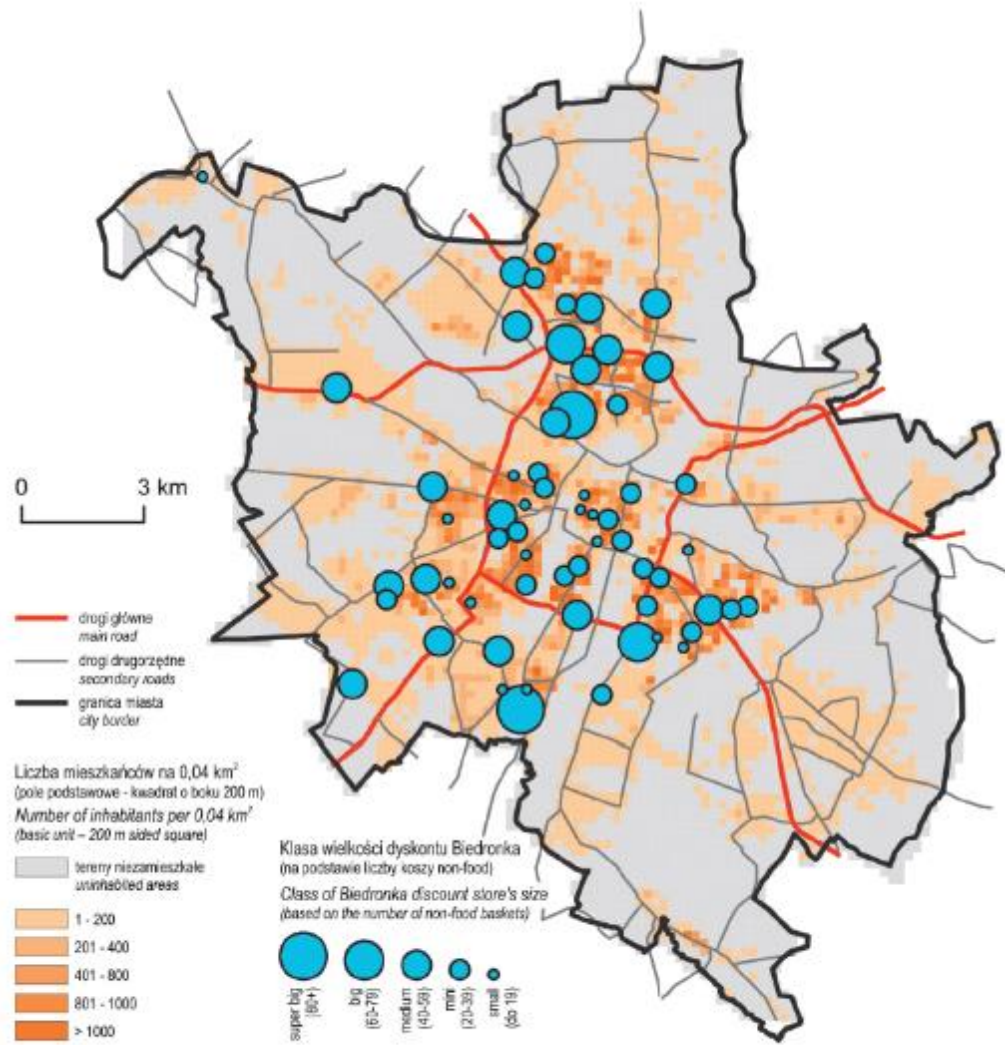 0 3 km
drogi główne
main road
drogi drugorzędne
secondary roads
granica miasta
city border
Liczba mieszkańców na 0,04 km²
(pole podstawowe - kwadrat o boku 200 m)
Number of inhabitants per 0,04 km²
(basic unit – 200 m sided square)
tereny niezamieszkałe
uninhabited areas
1 - 200
201 - 400
401 - 800
801 - 1000
> 1000
Klasa wielkości dyskontu Biedronka
(na podstawie liczby koszy non-food)
Class of Biedronka discount store's size
(based on the number of non-food baskets)
super big
(80+)
big
(60-79)
medium
(40-59)
mini
(20-39)
small
(do 19)